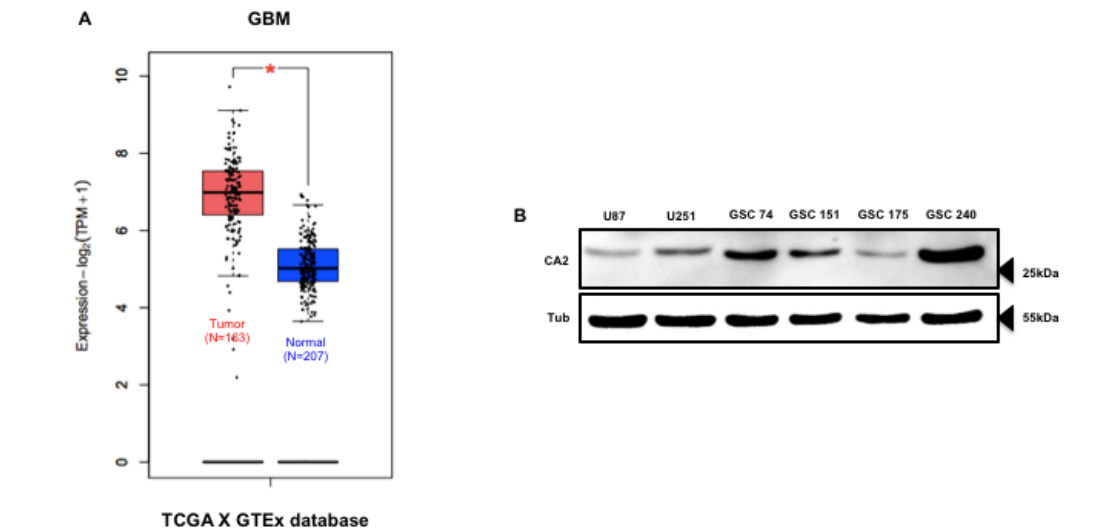 A
GBM
*
Expression – log2(TPM + 1)
10
8
6
4
2
0
Tumor
(N=163)
Normal
(N=207)
TCGA X GTEx database
B
U87 U251 GSC 74 GSC 151 GSC 175 GSC 240
CA2
25kDa
Tub
55kDa